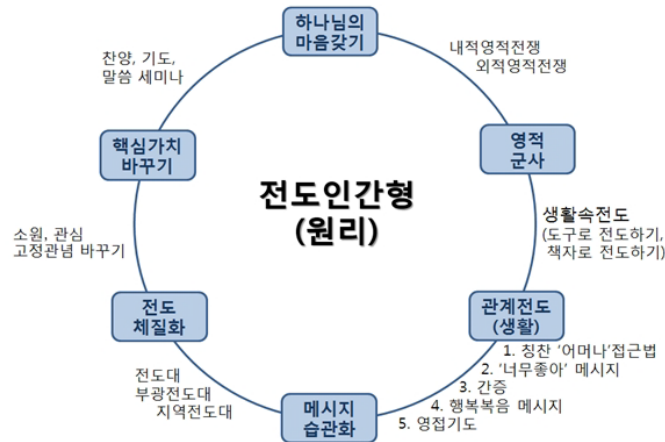 하나님의
마음갖기
내적영적전쟁
외적영적전쟁
영적
군사
생활속전도
(도구로 전도하기,
책자로 전도하기)
관계전도
(생활)
1. 칭찬 ‘어머나’접근법
2. ‘너무좋아’ 메시지
3. 간증
4. 행복복음 메시지
5. 영접기도
메시지
습관화
전도대
부광전도대
지역전도대
전도
체질화
소원, 관심
고정관념 바꾸기
핵심가치
바꾸기
찬양, 기도,
말씀 세미나
전도인간형
(원리)